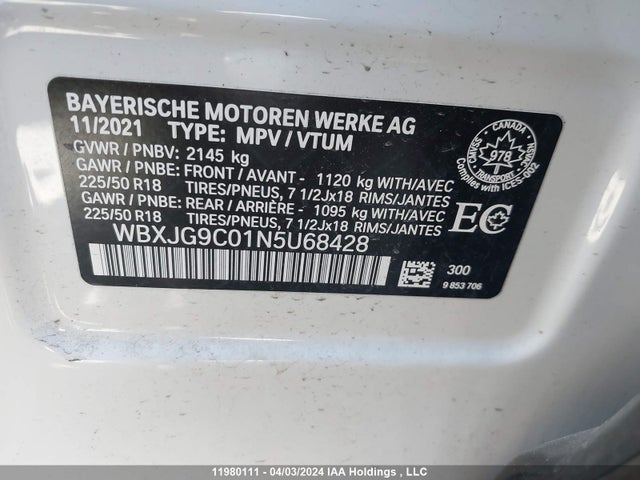 BAYERISCHE MOTOREN WERKE AG
11/2021 TYPE: MPV / VTUM
GVWR / PNBV: 2145 kg
GAWR / PNBE: FRONT / AVANT - 1120 kg WITH/AVEC
225/50 R18 TIRES/PNEUS, 7 1/2Jx18 RIMS/JANTES
GAWR / PNBE: REAR / ARRIÈRE - 1095 kg WITH/AVEC
225/50 R18 TIRES/PNEUS, 7 1/2Jx18 RIMS/JANTES
WBXJG9C01N5U68428
CANADA
978
TRANSPORT
CMVSS
NSVAC
COMPLIES WITH ICES-002
EC
300
9 853 706
11980111 - 04/03/2024 IAA Holdings , LLC